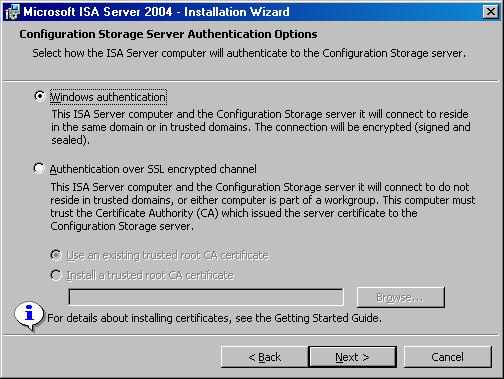 Microsoft ISA Server 2004 - Installation Wizard
Configuration Storage Server Authentication Options
Select how the ISA Server computer will authenticate to the Configuration Storage server.
Windows authentication
This ISA Server computer and the Configuration Storage server it will connect to reside
in the same domain or in trusted domains. The connection will be encrypted (signed and
sealed).
Authentication over SSL encrypted channel
This ISA Server computer and the Configuration Storage server it will connect to do not
reside in trusted domains, or either computer is part of a workgroup. This computer must
trust the Certificate Authority (CA) which issued the server certificate to the
Configuration Storage server.
Use an existing trusted root CA certificate
Install a trusted root CA certificate
Browse...
For details about installing certificates, see the Getting Started Guide.
< Back
Next >
Cancel